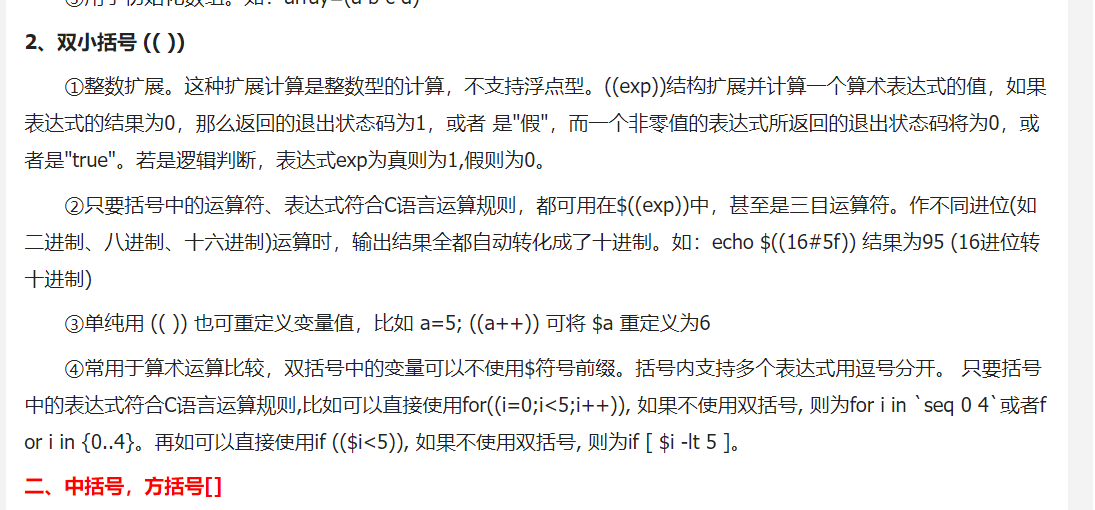 ③用于初始化数组。如：array=(a b c d)
2、双小括号 (( ))
①整数扩展。这种扩展计算是整数型的计算，不支持浮点型。((exp))结构扩展并计算一个算术表达式的值，如果
表达式的结果为0，那么返回的退出状态码为1，或者 是"假"，而一个非零值的表达式所返回的退出状态码将为0，或
者是"true"。若是逻辑判断，表达式exp为真则为1,假则为0。
②只要括号中的运算符、表达式符合C语言运算规则，都可用在$((exp))中，甚至是三目运算符。作不同进位(如
二进制、八进制、十六进制)运算时，输出结果全都自动转化成了十进制。如：echo $((16#5f)) 结果为95 (16进位转
十进制)
③单纯用 (( )) 也可重定义变量值，比如 a=5; ((a++)) 可将 $a 重定义为6
④常用于算术运算比较，双括号中的变量可以不使用$符号前缀。括号内支持多个表达式用逗号分开。 只要括号
中的表达式符合C语言运算规则,比如可以直接使用for((i=0;i<5;i++)), 如果不使用双括号, 则为for i in `seq 0 4`或者f
or i in {0..4}。再如可以直接使用if (($i<5)), 如果不使用双括号, 则为if [ $i -lt 5 ]。
二、中括号，方括号[]